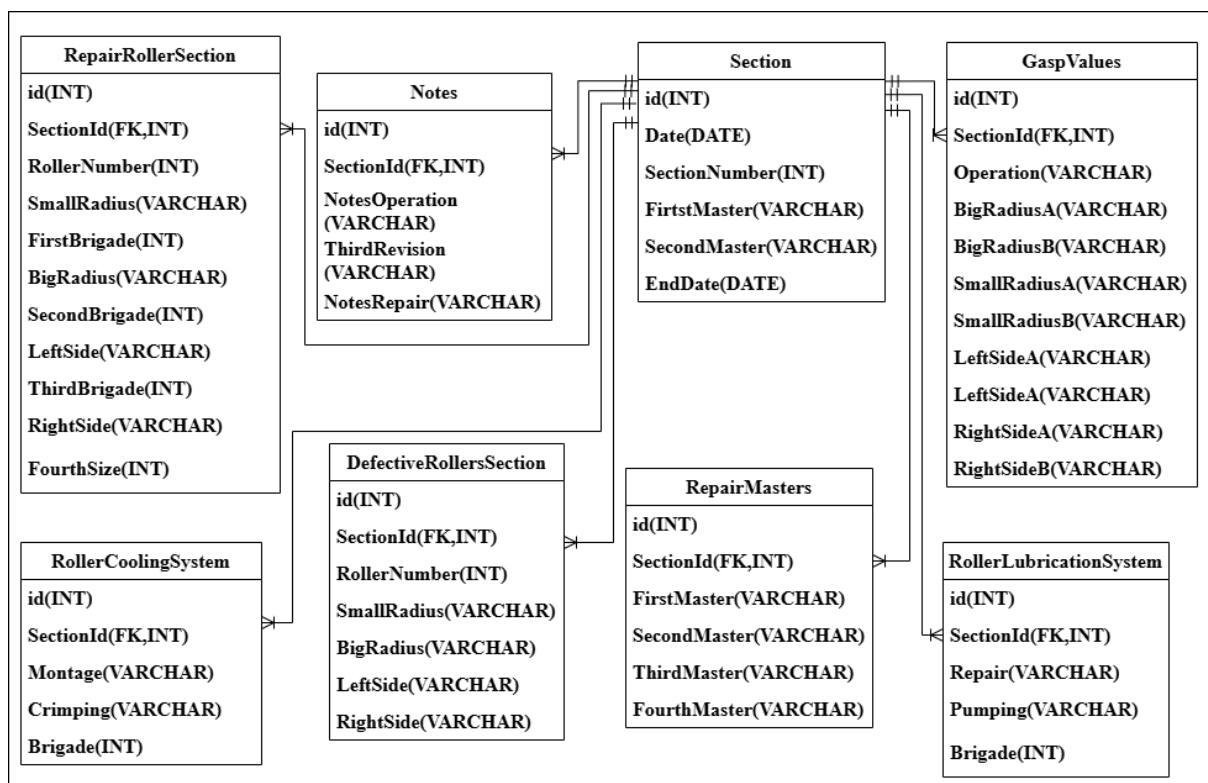 RepairRollerSection
id(INT)
SectionId(FK,INT)
RollerNumber(INT)
SmallRadius(VARCHAR)
FirstBrigade(INT)
BigRadius(VARCHAR)
SecondBrigade(INT)
LeftSide(VARCHAR)
ThirdBrigade(INT)
RightSide(VARCHAR)
FourthSize(INT)
Notes
id(INT)
SectionId(FK,INT)
NotesOperation
(VARCHAR)
ThirdRevision
(VARCHAR)
NotesRepair(VARCHAR)
Section
id(INT)
Date(DATE)
SectionNumber(INT)
FirtstMaster(VARCHAR)
SecondMaster(VARCHAR)
EndDate(DATE)
GaspValues
id(INT)
SectionId(FK,INT)
Operation(VARCHAR)
BigRadiusA(VARCHAR)
BigRadiusB(VARCHAR)
SmallRadiusA(VARCHAR)
SmallRadiusB(VARCHAR)
LeftSideA(VARCHAR)
LeftSideA(VARCHAR)
RightSideA(VARCHAR)
RightSideB(VARCHAR)
RollerCoolingSystem
id(INT)
SectionId(FK,INT)
Montage(VARCHAR)
Crimping(VARCHAR)
Brigade(INT)
DefectiveRollersSection
id(INT)
SectionId(FK,INT)
RollerNumber(INT)
SmallRadius(VARCHAR)
BigRadius(VARCHAR)
LeftSide(VARCHAR)
RightSide(VARCHAR)
RepairMasters
id(INT)
SectionId(FK,INT)
FirstMaster(VARCHAR)
SecondMaster(VARCHAR)
ThirdMaster(VARCHAR)
FourthMaster(VARCHAR)
RollerLubricationSystem
id(INT)
SectionId(FK,INT)
Repair(VARCHAR)
Pumping(VARCHAR)
Brigade(INT)